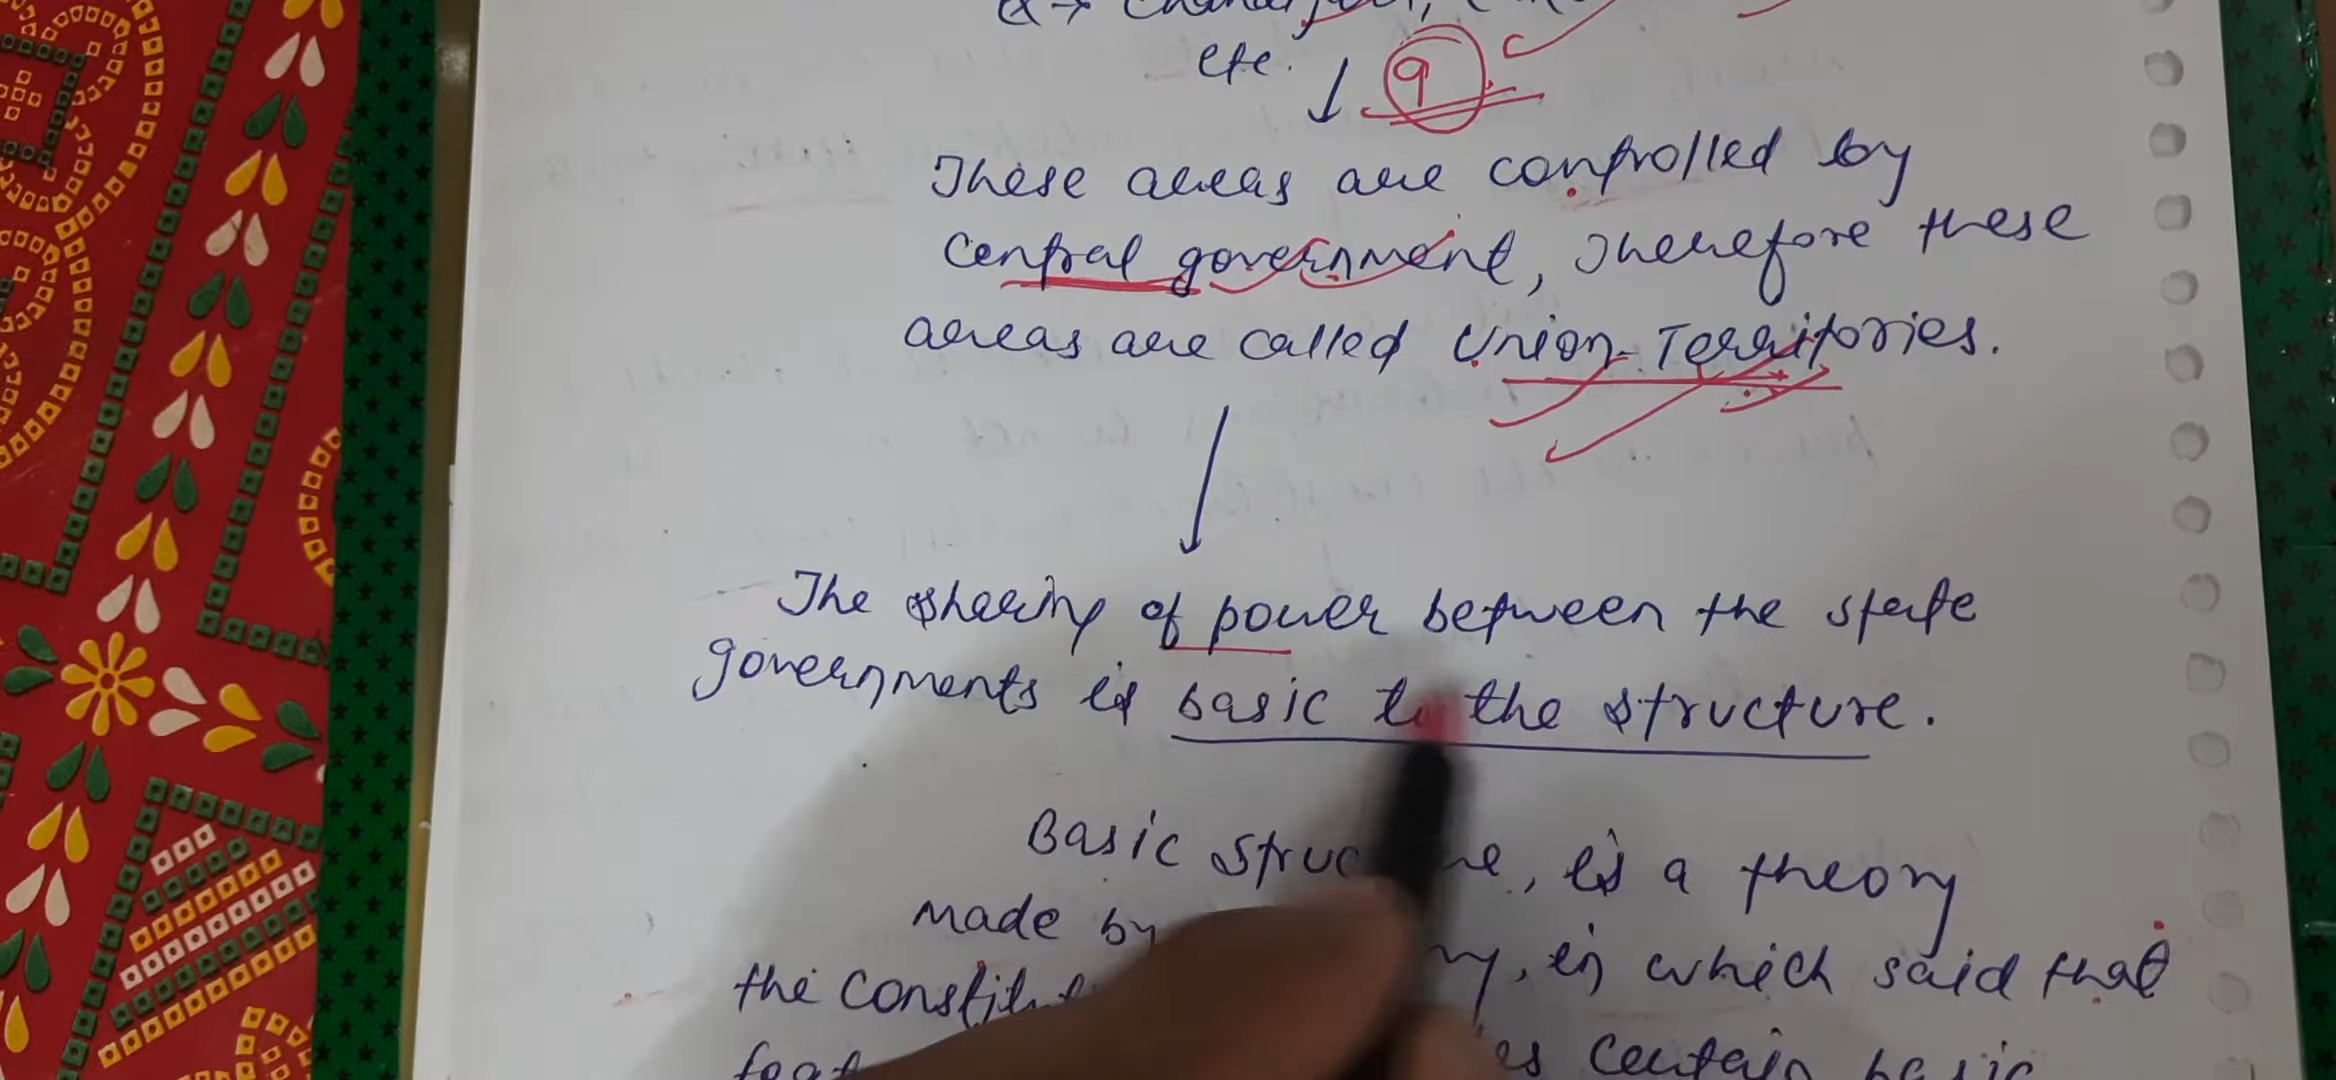 etc.
9
These areas are controlled by
Central government, Therefore these
areas are called Union Territories.
The sharing of power between the state
governments is basic to the structure.
Basic is a theory
made by
the in which said that
certain basic